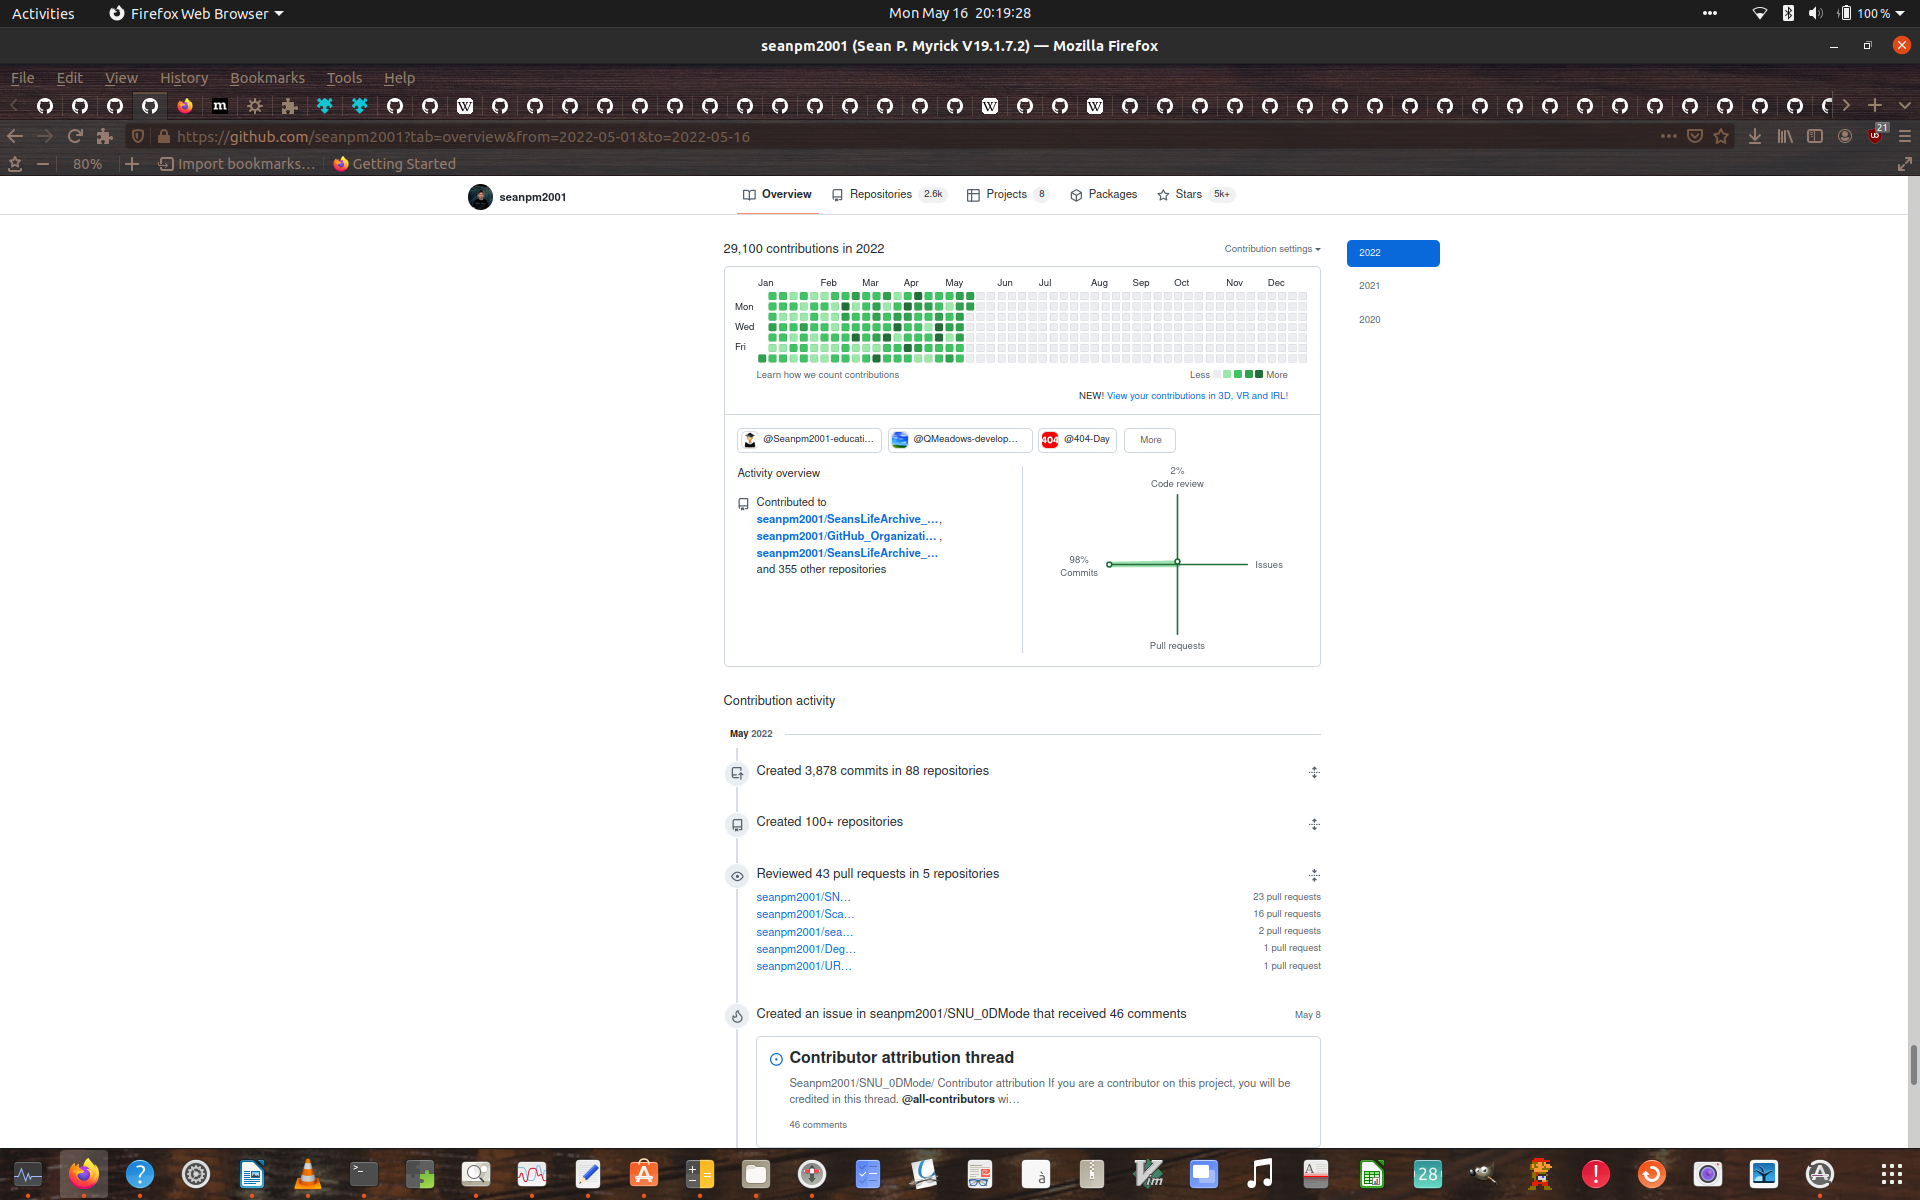 Activities
Firefox Web Browser
Mon May 16 20:19:28
100 %
seanpm2001 (Sean P. Myrick V19.1.7.2) — Mozilla Firefox
File Edit View History Bookmarks Tools Help
https://github.com/seanpm2001?tab=overview&from=2022-05-01&to=2022-05-16
21
80%
Import bookmarks...
Getting Started
seanpm2001
Overview
Repositories 2.6k
Projects 8
Packages
Stars 5k+
29,100 contributions in 2022
Contribution settings
2022
2021
2020
Jan Feb Mar Apr May Jun Jul Aug Sep Oct Nov Dec
Mon
Wed
Fri
Learn how we count contributions
Less More
NEW! View your contributions in 3D, VR and IRL!
@Seanpm2001-educati...
@QMeadows-develop...
404 @404-Day
More
Activity overview
Contributed to
seanpm2001/SeansLifeArchive_... ,
seanpm2001/GitHub_Organizati... ,
seanpm2001/SeansLifeArchive_...
and 355 other repositories
2%
Code review
98%
Commits
Issues
Pull requests
Contribution activity
May 2022
Created 3,878 commits in 88 repositories
Created 100+ repositories
Reviewed 43 pull requests in 5 repositories
seanpm2001/SN... 23 pull requests
seanpm2001/Sca... 16 pull requests
seanpm2001/sea... 2 pull requests
seanpm2001/Deg... 1 pull request
seanpm2001/UR... 1 pull request
Created an issue in seanpm2001/SNU_0DMode that received 46 comments
May 8
Contributor attribution thread
Seanpm2001/SNU_0DMode/ Contributor attribution If you are a contributor on this project, you will be
credited in this thread. @all-contributors wi...
46 comments
28